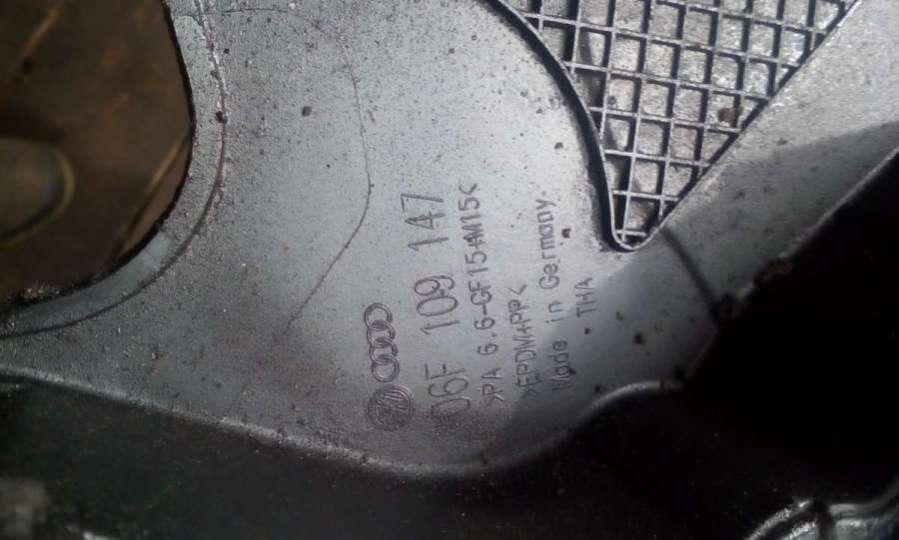 06F 109 147
>PA 6.6-GF15+M15<
>EPDM+PP<
Made in Germany
THA